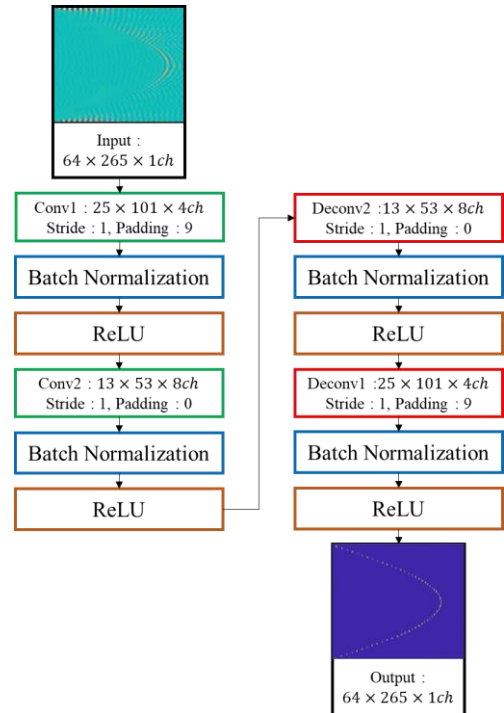 Input :
64 × 265 × 1ch
Conv1 : 25 × 101 × 4ch
Stride : 1, Padding : 9
Batch Normalization
ReLU
Conv2 : 13 × 53 × 8ch
Stride : 1, Padding : 0
Batch Normalization
ReLU
Deconv2 :13 × 53 × 8ch
Stride : 1, Padding : 0
Batch Normalization
ReLU
Deconv1 :25 × 101 × 4ch
Stride : 1, Padding : 9
Batch Normalization
ReLU
Output :
64 × 265 × 1ch